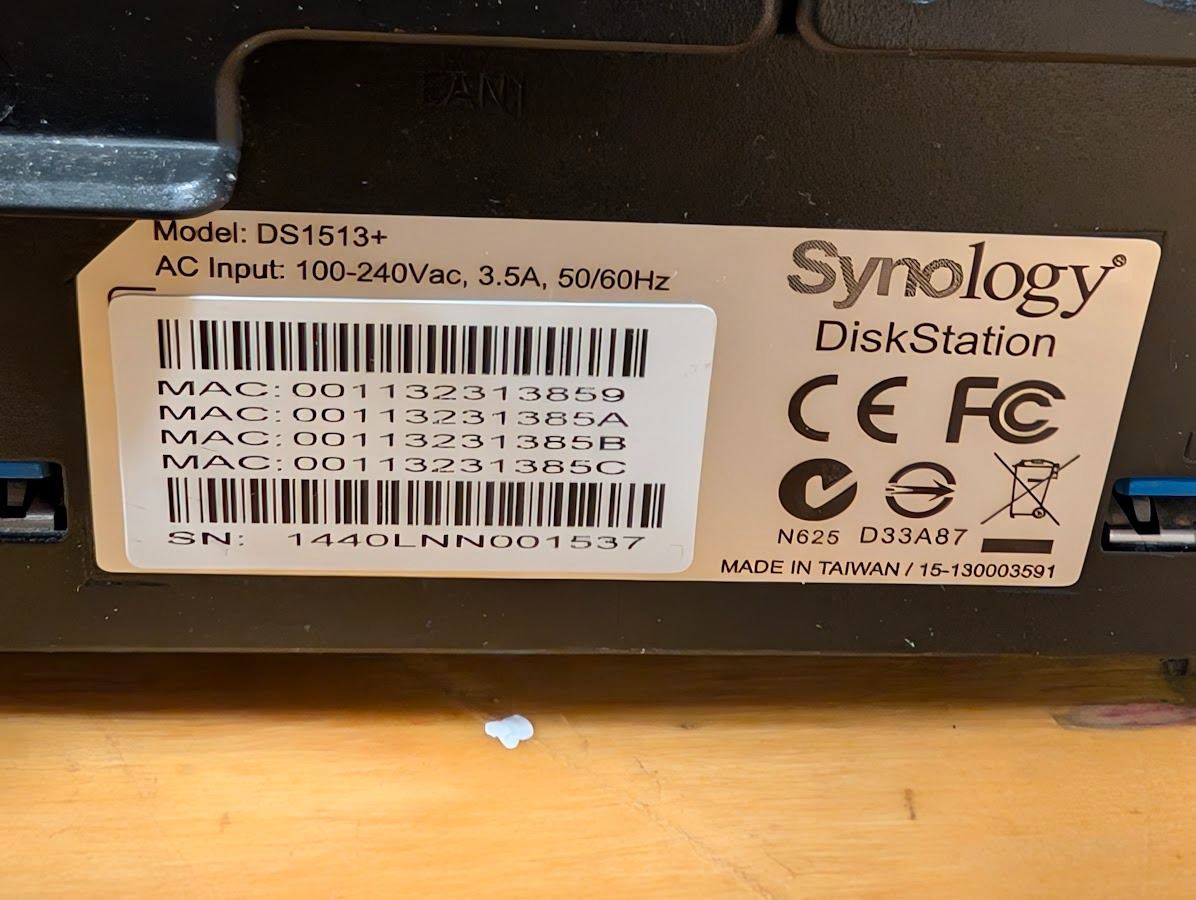 FAN1
Model: DS1513+
AC Input: 100-240Vac, 3.5A, 50/60Hz
MAC: 001132313859
MAC: 00113231385A
MAC: 00113231385B
MAC: 00113231385C
SN: 1440LNN001537
Synology®
DiskStation
CE FC
N625 D33A87
MADE IN TAIWAN / 15-130003591